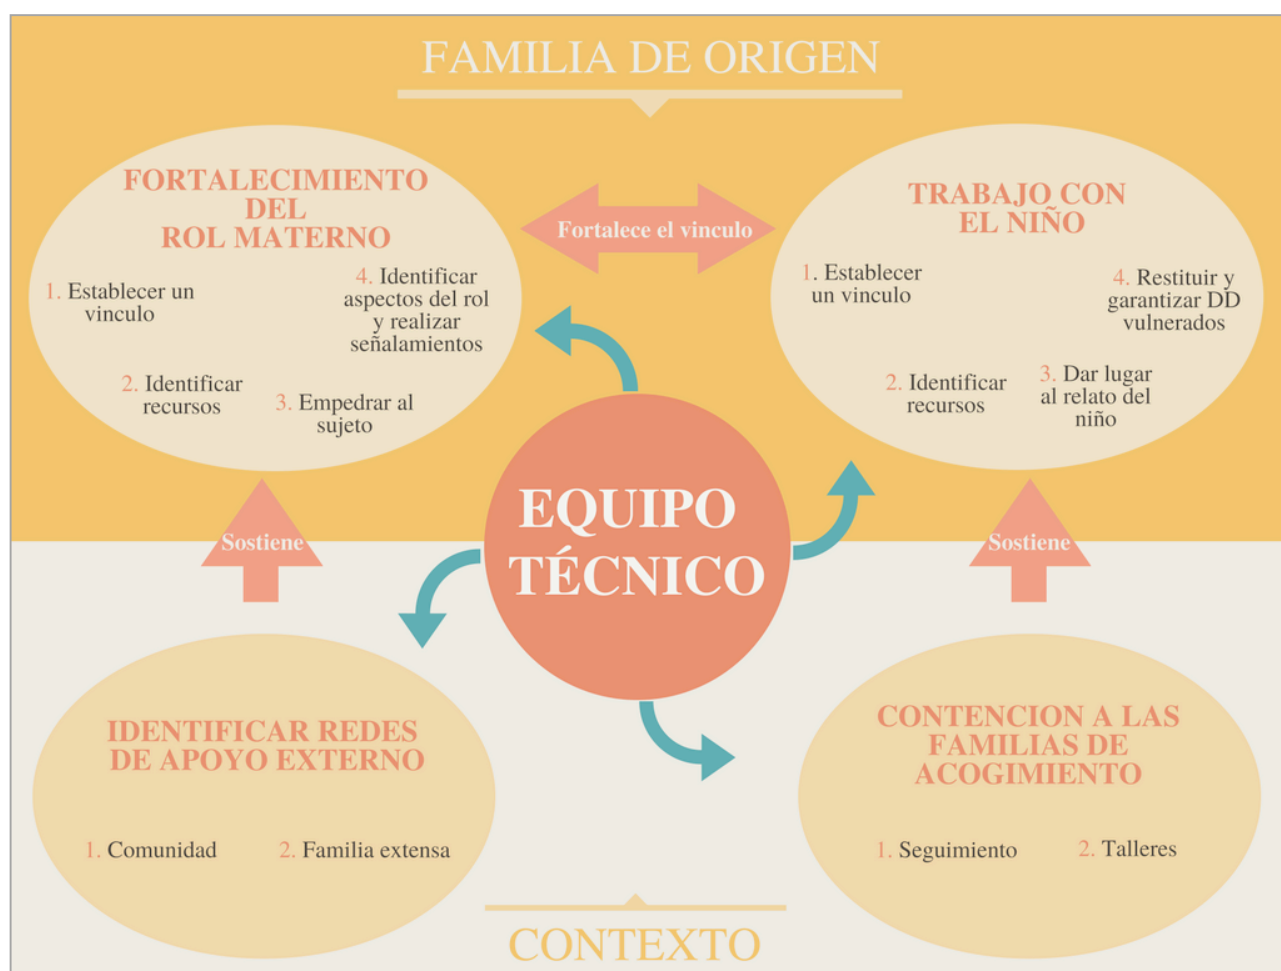 FAMILIA DE ORIGEN
FORTALECIMIENTO
DEL
ROL MATERNO
1. Establecer un
vinculo
2. Identificar
recursos
3. Empedrar al
sujeto
4. Identificar
aspectos del rol
y realizar
señalamientos
Fortalece el vinculo
TRABAJO CON
EL NIÑO
1. Establecer
un vinculo
2. Identificar
recursos
3. Dar lugar
al relato del
niño
4. Restituir y
garantizar DD
vulnerados
EQUIPO
TÉCNICO
Sostiene
Sostiene
IDENTIFICAR REDES
DE APOYO EXTERNO
1. Comunidad
2. Familia extensa
CONTENCION A LAS
FAMILIAS DE
ACOGIMIENTO
1. Seguimiento
2. Talleres
CONTEXTO